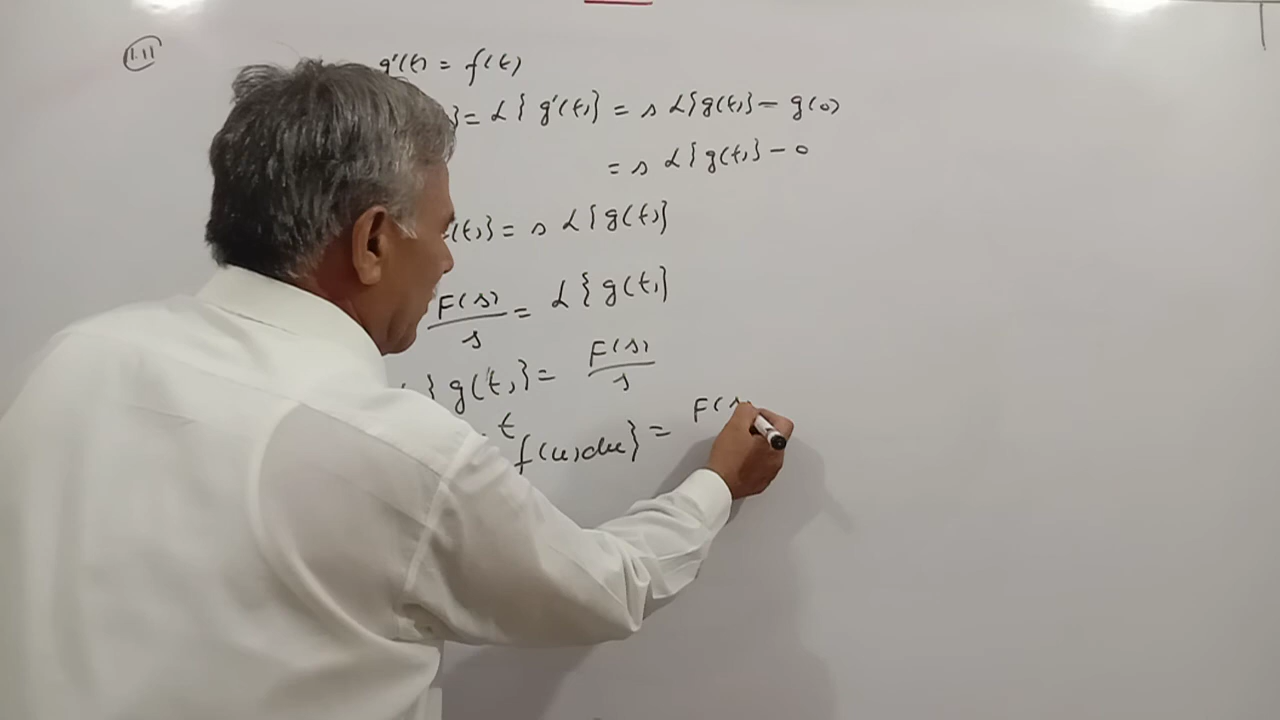 1.11
g'(t) = f(t)
} = L{ g'(t)} = s L{g(t)} - g(0)
= s L{g(t)} - 0
(t)} = s L{g(t)}
F(s)/s = L{g(t)}
{g(t)} = F(s)/s
t f(u)du} = F(s